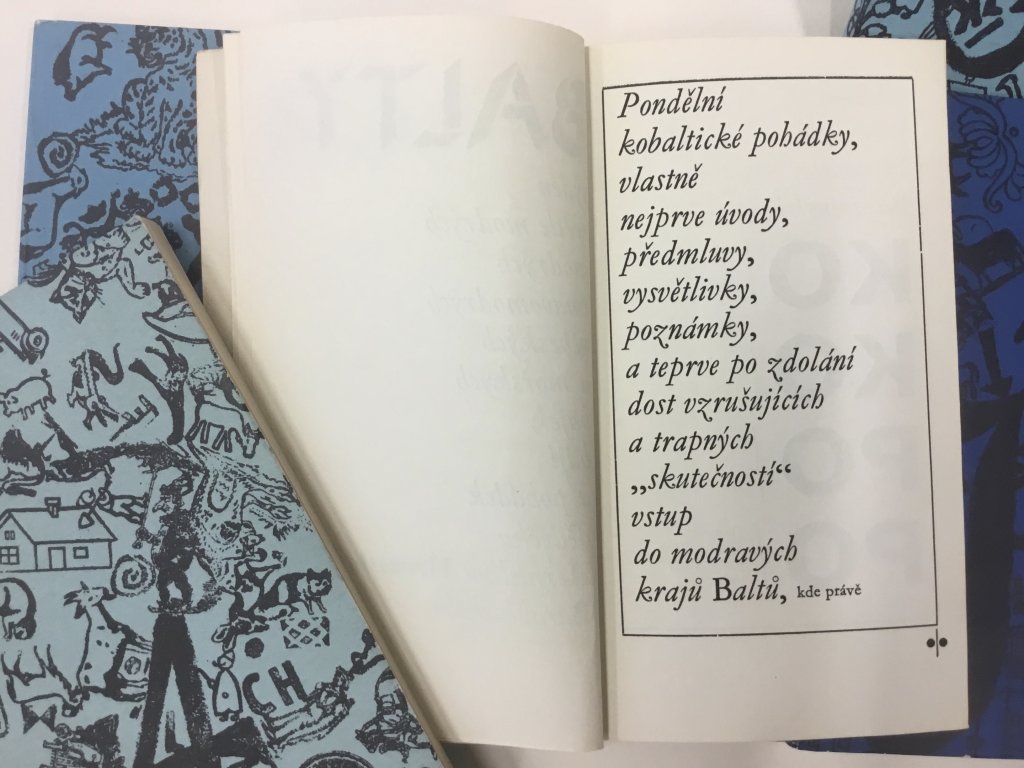 Pondělní
kobaltické pohádky,
vlastně
nejprve úvody,
předmluvy,
vysvětlivky,
poznámky,
a teprve po zdolání
dost vzrušujících
a trapných
„skutečností“
vstup
do modravých
krajů Baltů, kde právě
CH